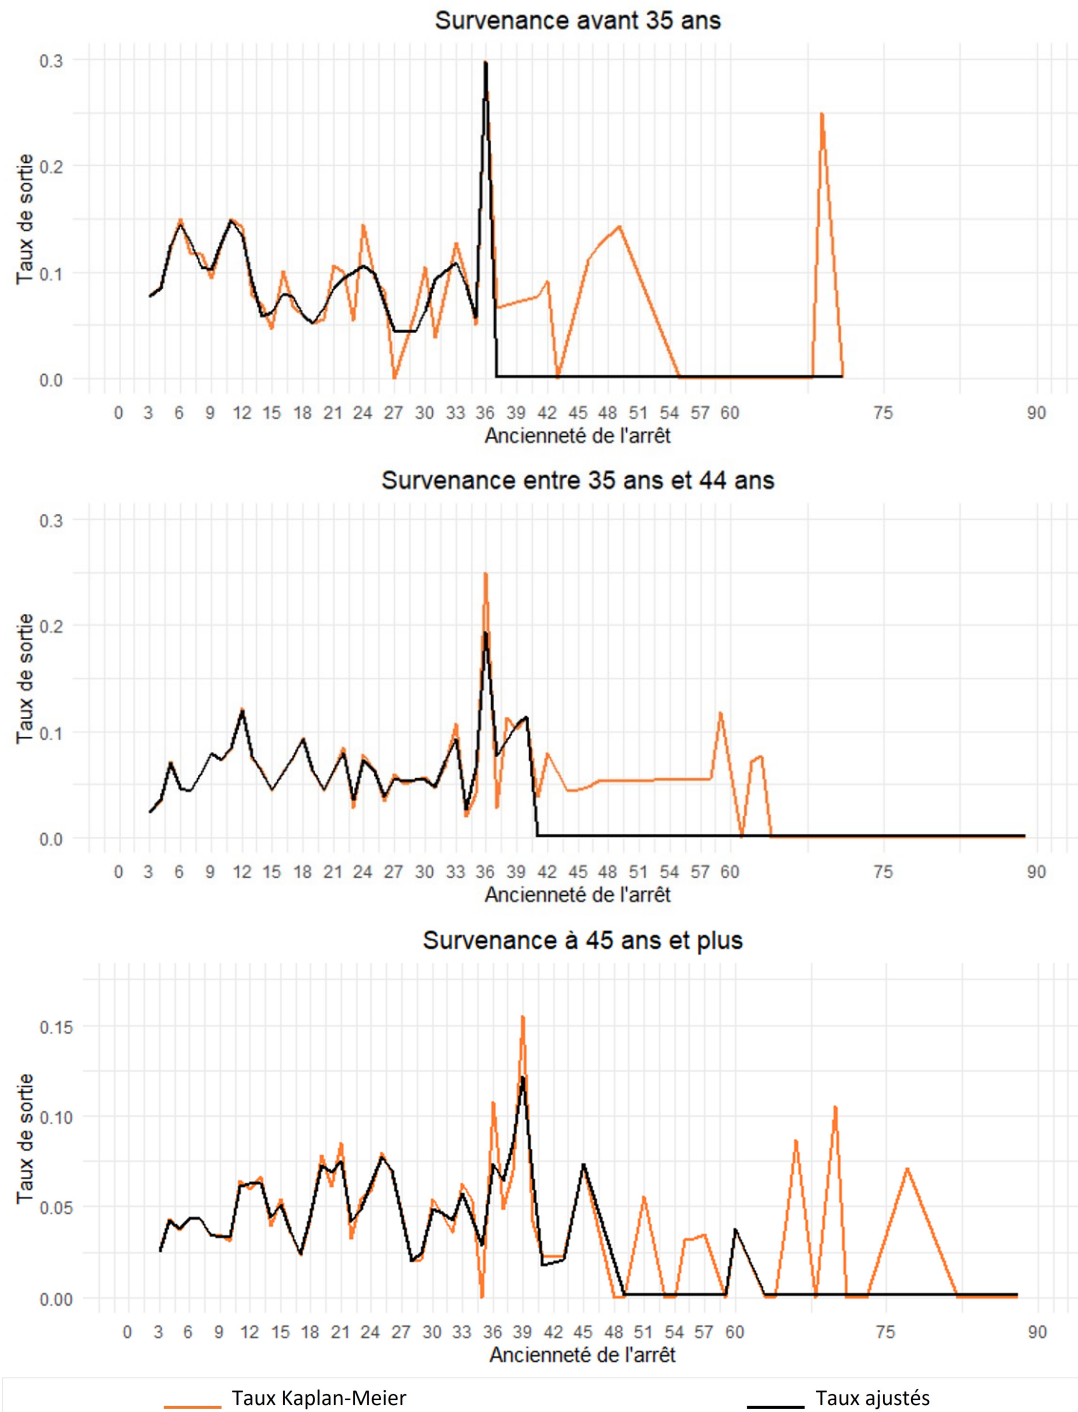 Survenance avant 35 ans
0.3
0.2
0.1
0.0
Taux de sortie
0 3 6 9 12 15 18 21 24 27 30 33 36 39 42 45 48 51 54 57 60 75 90
Ancienneté de l'arrêt
Survenance entre 35 ans et 44 ans
0.3
0.2
0.1
0.0
Taux de sortie
0 3 6 9 12 15 18 21 24 27 30 33 36 39 42 45 48 51 54 57 60 75 90
Ancienneté de l'arrêt
Survenance à 45 ans et plus
0.15
0.10
0.05
0.00
Taux de sortie
0 3 6 9 12 15 18 21 24 27 30 33 36 39 42 45 48 51 54 57 60 75 90
Ancienneté de l'arrêt
Taux Kaplan-Meier Taux ajustés